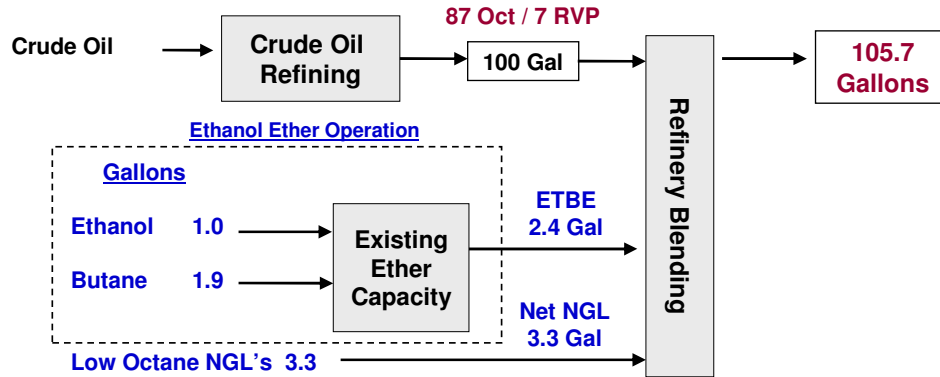 87 Oct / 7 RVP
Crude Oil
Crude Oil
Refining
100 Gal
105.7
Gallons
Refinery Blending
Ethanol Ether Operation
Gallons
Ethanol 1.0
Butane 1.9
Existing
Ether
Capacity
ETBE
2.4 Gal
Net NGL
3.3 Gal
Low Octane NGL's 3.3